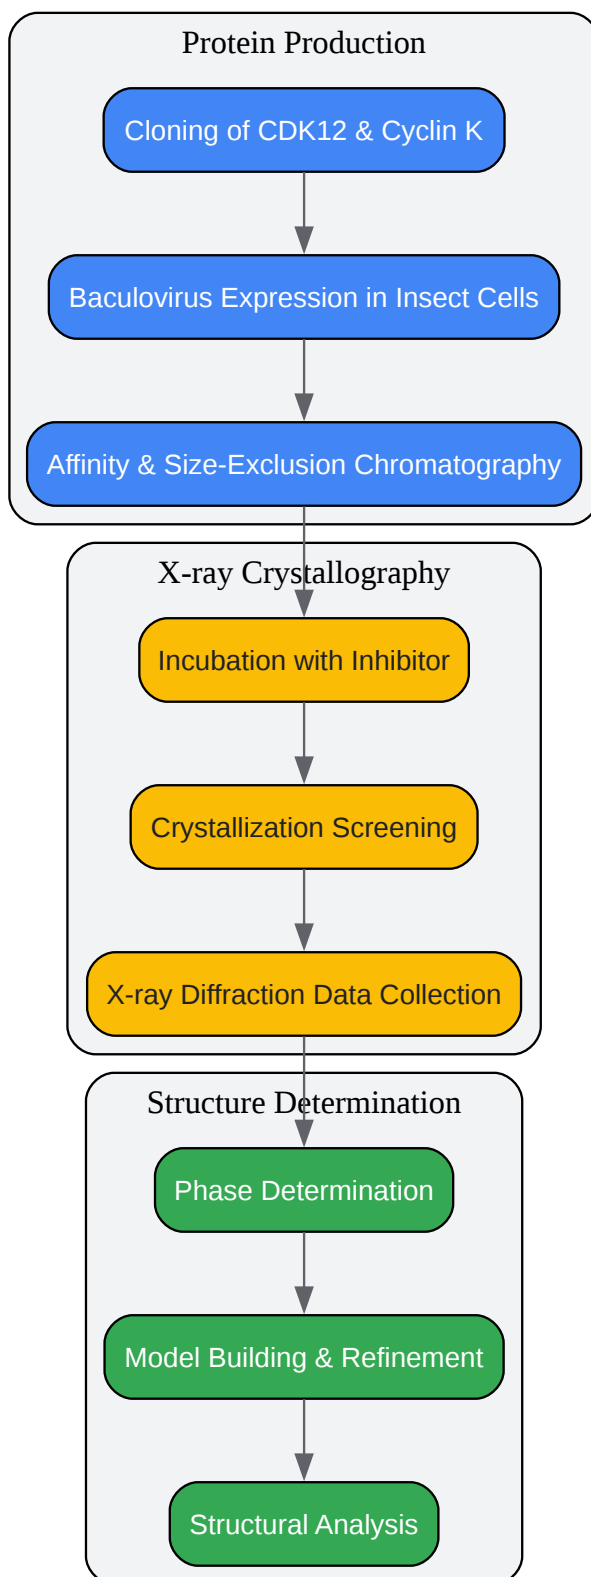 Protein Production
Cloning of CDK12 & Cyclin K
Baculovirus Expression in Insect Cells
Affinity & Size-Exclusion Chromatography
X-ray Crystallography
Incubation with Inhibitor
Crystallization Screening
X-ray Diffraction Data Collection
Structure Determination
Phase Determination
Model Building & Refinement
Structural Analysis